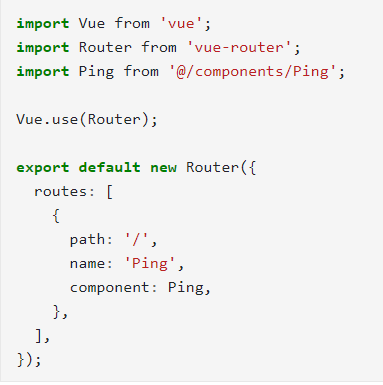 import Vue from 'vue';
import Router from 'vue-router';
import Ping from '@/components/Ping';

Vue.use(Router);

export default new Router({
  routes: [
    {
      path: '/',
      name: 'Ping',
      component: Ping,
    },
  ],
});